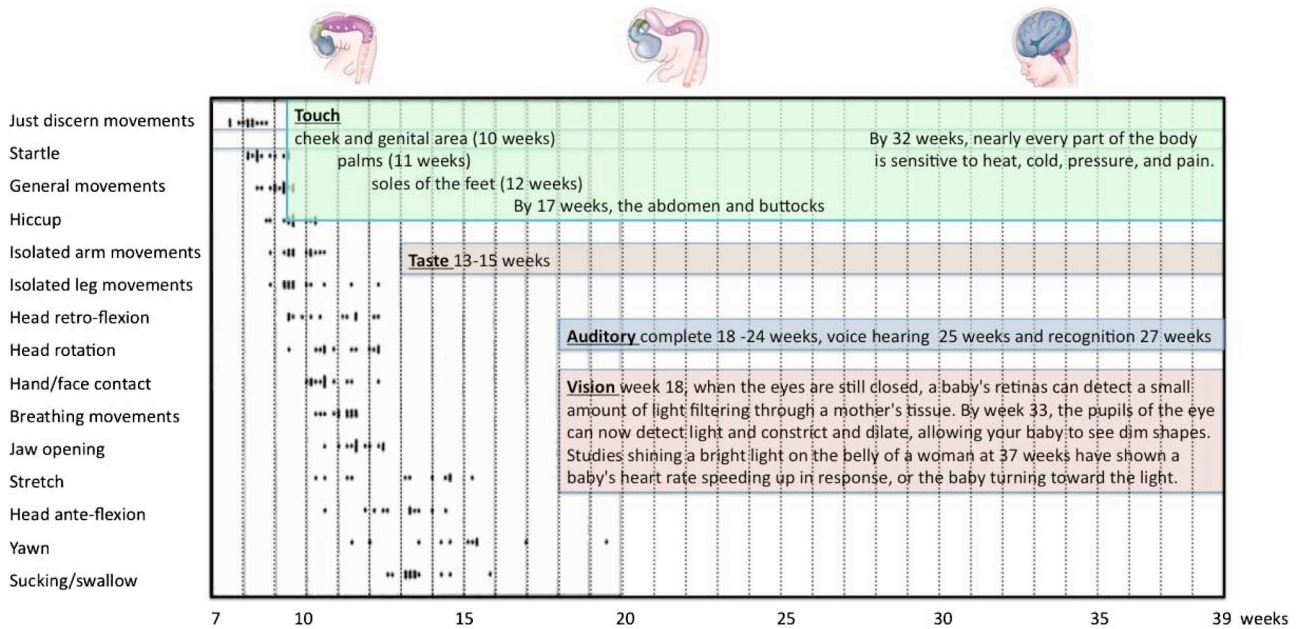 Just discern movements
Startle
General movements
Hiccup
Isolated arm movements
Isolated leg movements
Head retro-flexion
Head rotation
Hand/face contact
Breathing movements
Jaw opening
Stretch
Head ante-flexion
Yawn
Sucking/swallow
Touch
cheek and genital area (10 weeks)
palms (11 weeks)
soles of the feet (12 weeks)
By 17 weeks, the abdomen and buttocks
By 32 weeks, nearly every part of the body
is sensitive to heat, cold, pressure, and pain.
Taste 13-15 weeks
Auditory complete 18 -24 weeks, voice hearing 25 weeks and recognition 27 weeks
Vision week 18, when the eyes are still closed, a baby's retinas can detect a small
amount of light filtering through a mother's tissue. By week 33, the pupils of the eye
can now detect light and constrict and dilate, allowing your baby to see dim shapes.
Studies shining a bright light on the belly of a woman at 37 weeks have shown a
baby's heart rate speeding up in response, or the baby turning toward the light.
7 10 15 20 25 30 35 39 weeks